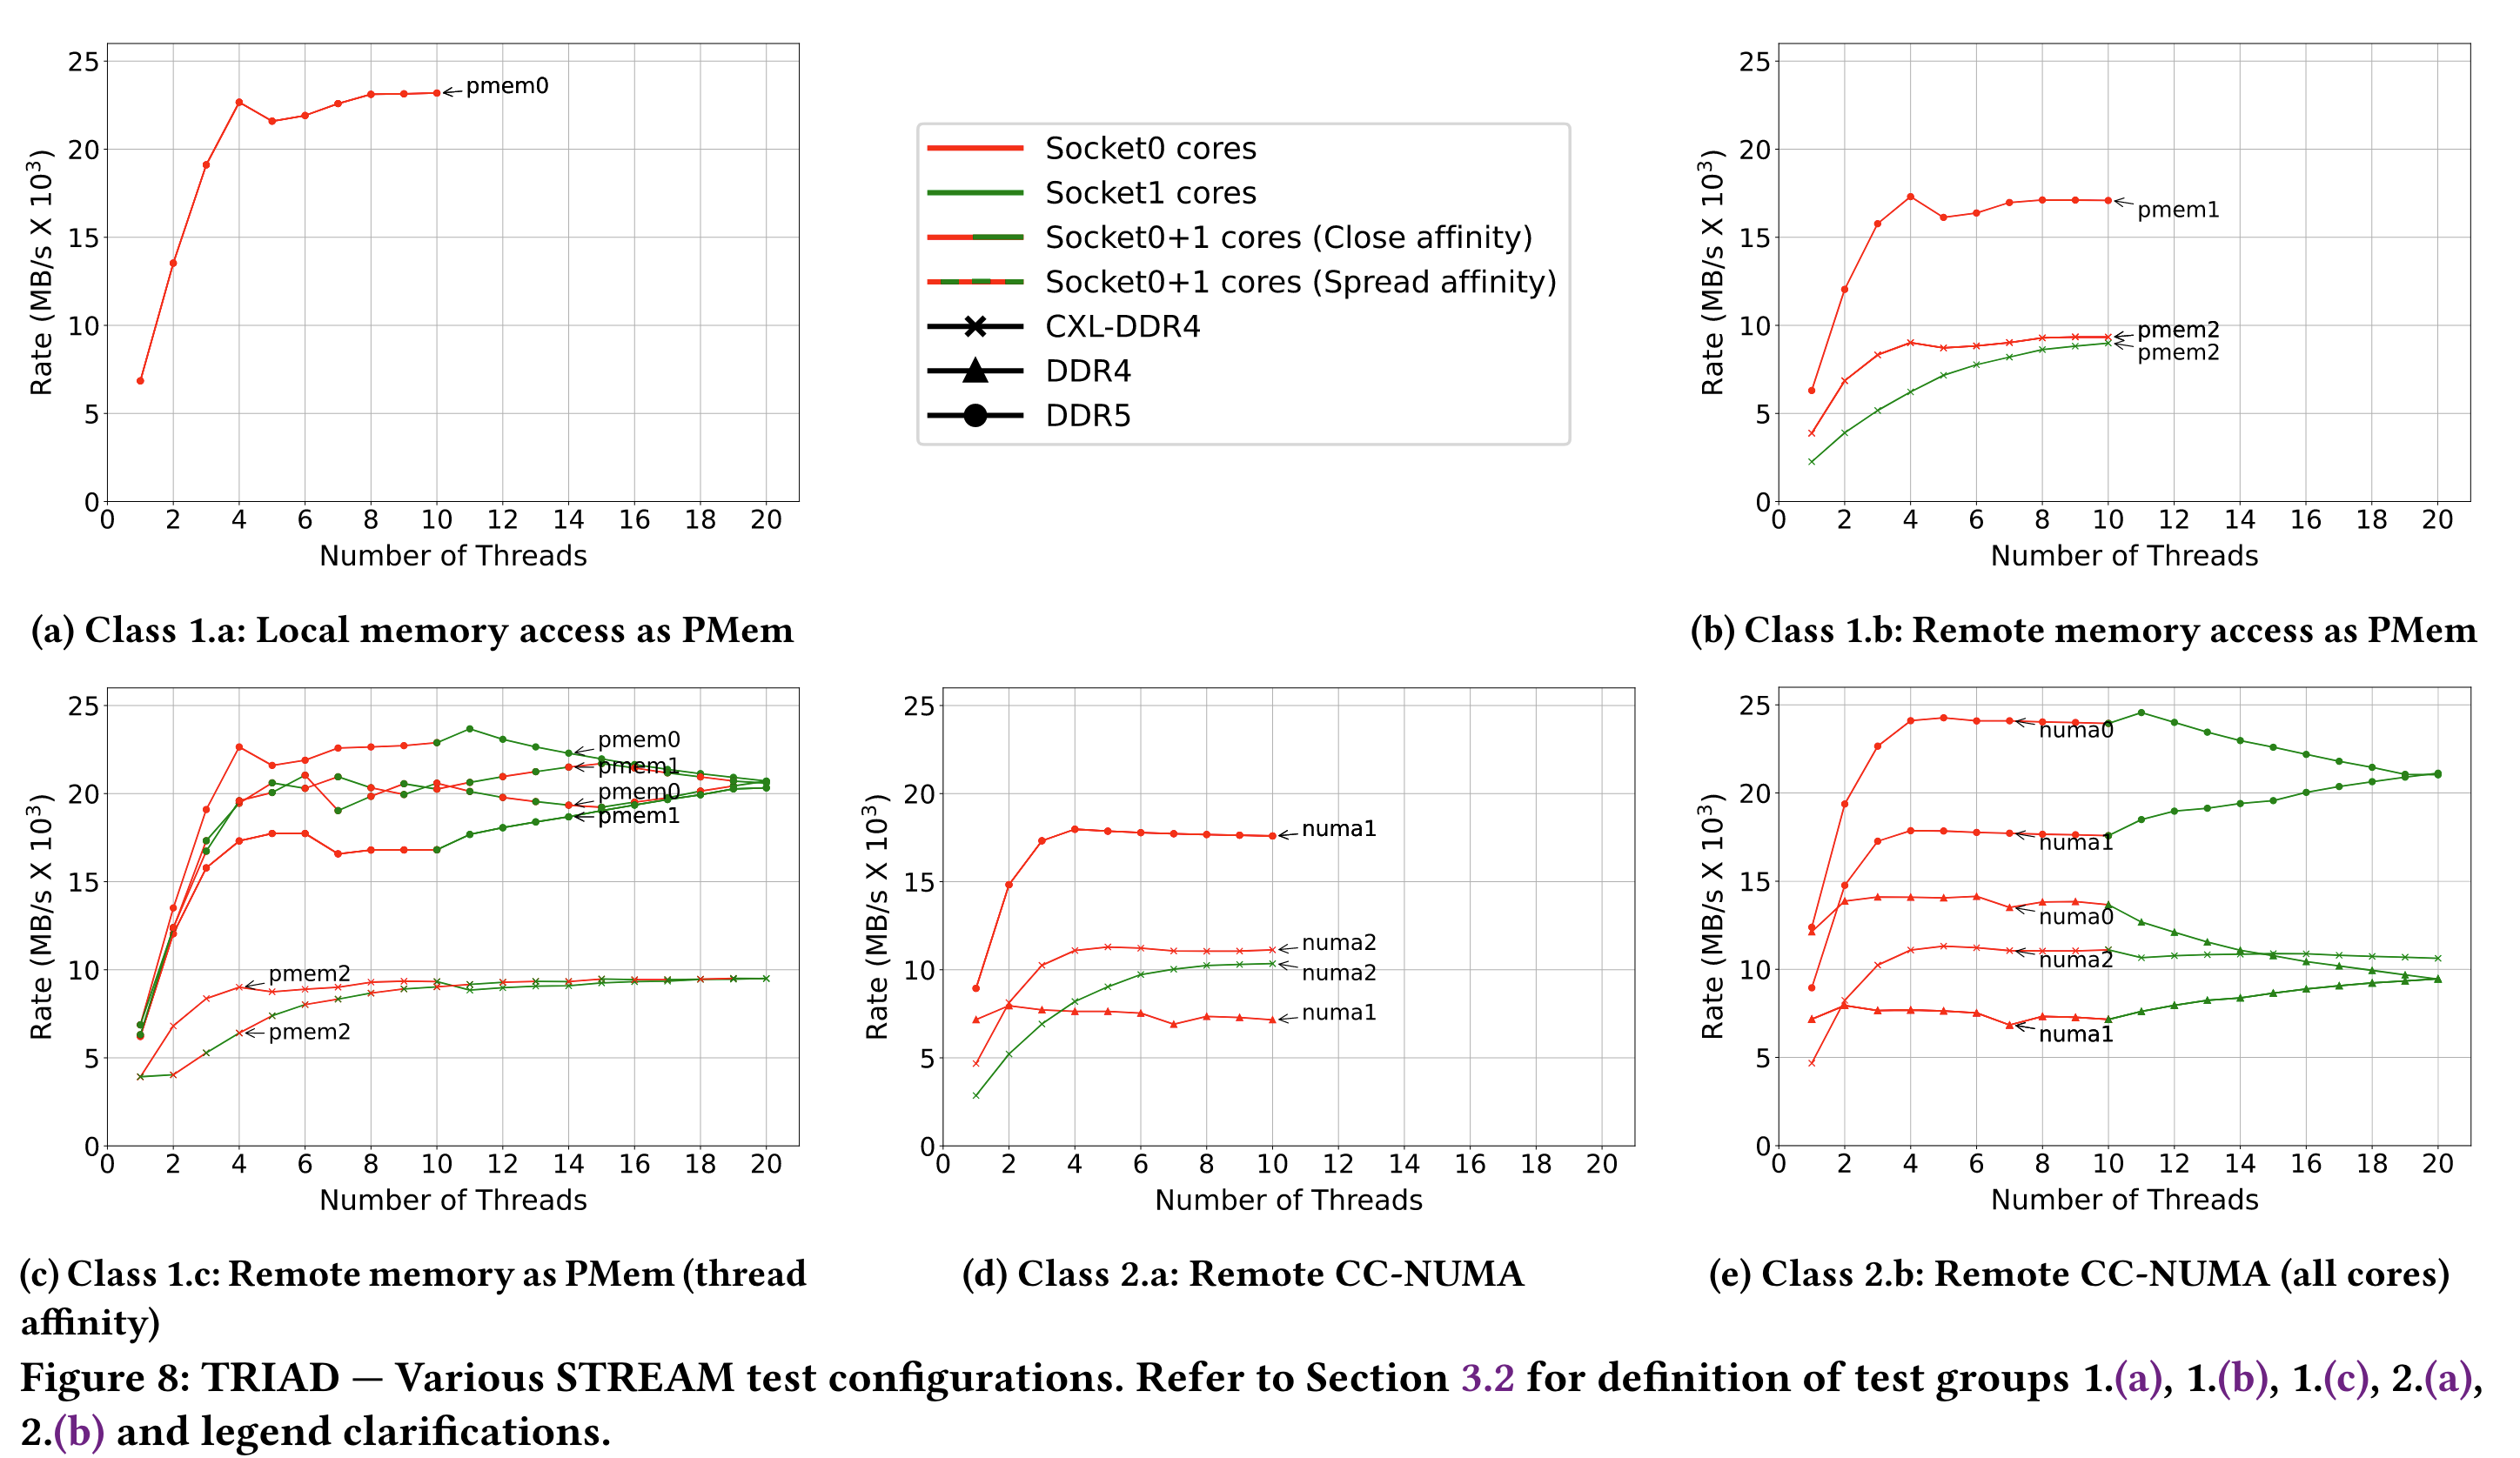 25
20
15
10
5
0
0 2 4 6 8 10 12 14 16 18 20
Rate (MB/s X 10³)
Number of Threads
pmem0
(a) Class 1.a: Local memory access as PMem
Socket0 cores
Socket1 cores
Socket0+1 cores (Close affinity)
Socket0+1 cores (Spread affinity)
CXL-DDR4
DDR4
DDR5
25
20
15
10
5
0
0 2 4 6 8 10 12 14 16 18 20
Rate (MB/s X 10³)
Number of Threads
pmem1
pmem2
pmem2
(b) Class 1.b: Remote memory access as PMem
25
20
15
10
5
0
0 2 4 6 8 10 12 14 16 18 20
Rate (MB/s X 10³)
Number of Threads
pmem0
pmem1
pmem0
pmem1
pmem2
pmem2
(c) Class 1.c: Remote memory as PMem (thread
affinity)
25
20
15
10
5
0
0 2 4 6 8 10 12 14 16 18 20
Rate (MB/s X 10³)
Number of Threads
numa1
numa2
numa2
numa1
(d) Class 2.a: Remote CC-NUMA
25
20
15
10
5
0
0 2 4 6 8 10 12 14 16 18 20
Rate (MB/s X 10³)
Number of Threads
numa0
numa1
numa0
numa2
numa1
(e) Class 2.b: Remote CC-NUMA (all cores)
Figure 8: TRIAD — Various STREAM test configurations. Refer to Section 3.2 for definition of test groups 1.(a), 1.(b), 1.(c), 2.(a),
2.(b) and legend clarifications.